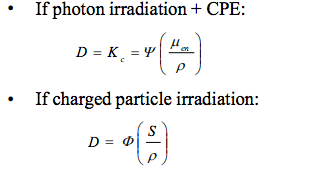 • If photon irradiation + CPE:
D = K_c = Ψ(μ_en/ρ)
• If charged particle irradiation:
D = Φ(S/ρ)